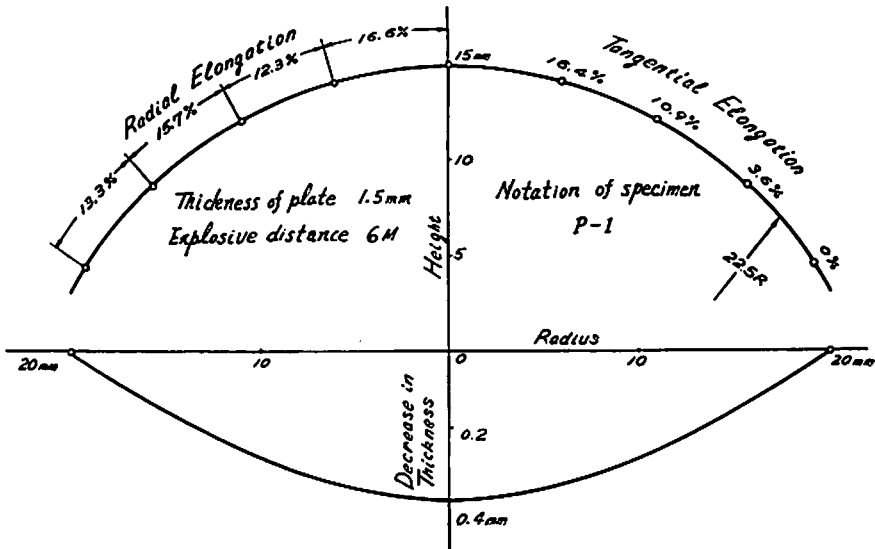 16.6%
12.3%
15.7%
13.3%
Radial Elongation
15mm
16.4%
10.9%
3.6%
0%
Tangential Elongation
10
5
Height
Thickness of plate 1.5mm
Explosive distance 6M
Notation of specimen
P-1
22.5R
Radius
20mm
10
0
10
20mm
Decrease in
Thickness
0.2
0.4mm